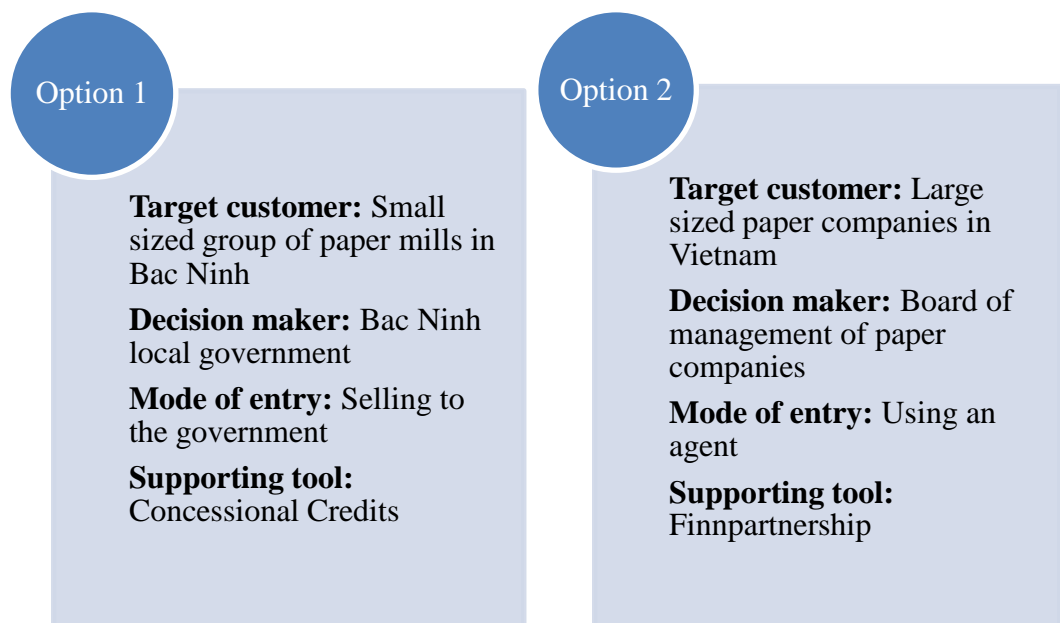 Option 1
Target customer: Small
sized group of paper mills in
Bac Ninh
Decision maker: Bac Ninh
local government
Mode of entry: Selling to
the government
Supporting tool:
Concessional Credits
Option 2
Target customer: Large
sized paper companies in
Vietnam
Decision maker: Board of
management of paper
companies
Mode of entry: Using an
agent
Supporting tool:
Finnpartnership